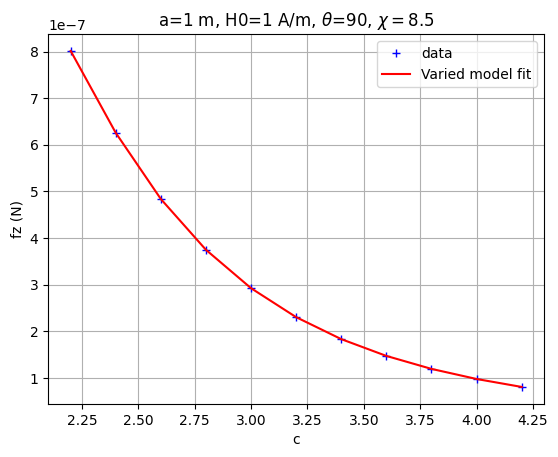 a=1 m, H0=1 A/m, θ=90, χ = 8.5
1e−7
8
7
6
5
4
3
2
1
fz (N)
data
Varied model fit
2.25 2.50 2.75 3.00 3.25 3.50 3.75 4.00 4.25
c